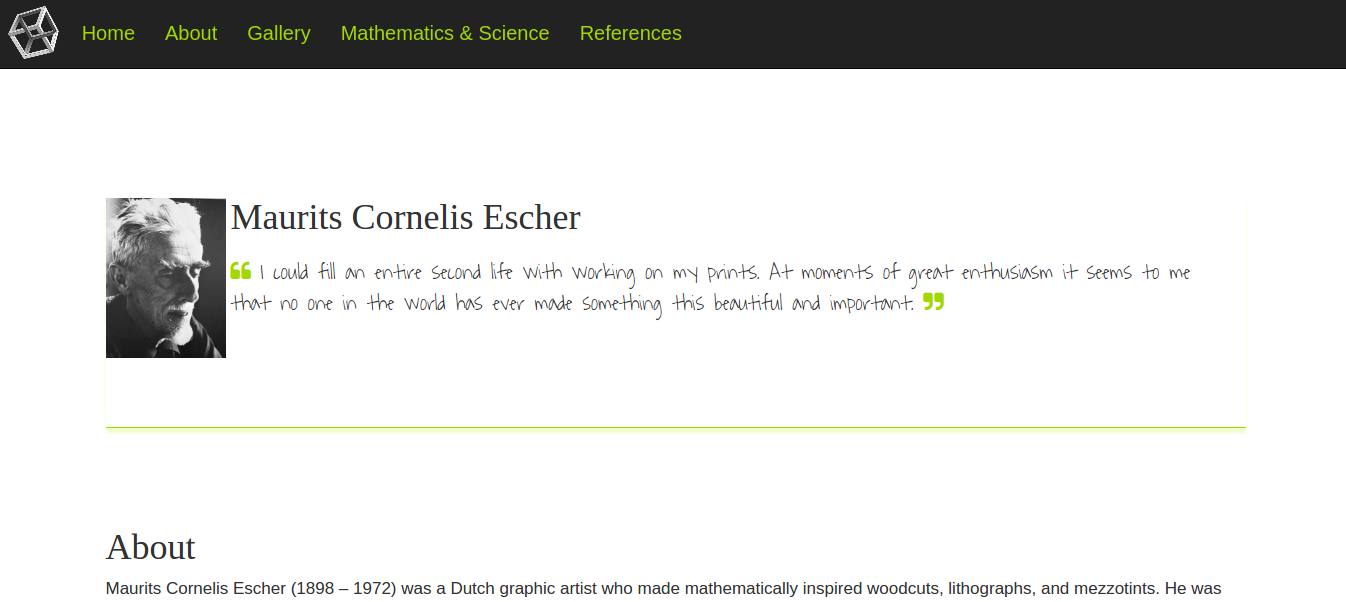 Home About Gallery Mathematics & Science References
Maurits Cornelis Escher
❝ I could fill an entire second life with working on my prints. At moments of great enthusiasm it seems to me
that no one in the world has ever made something this beautiful and important. ❞
About
Maurits Cornelis Escher (1898 – 1972) was a Dutch graphic artist who made mathematically inspired woodcuts, lithographs, and mezzotints. He was